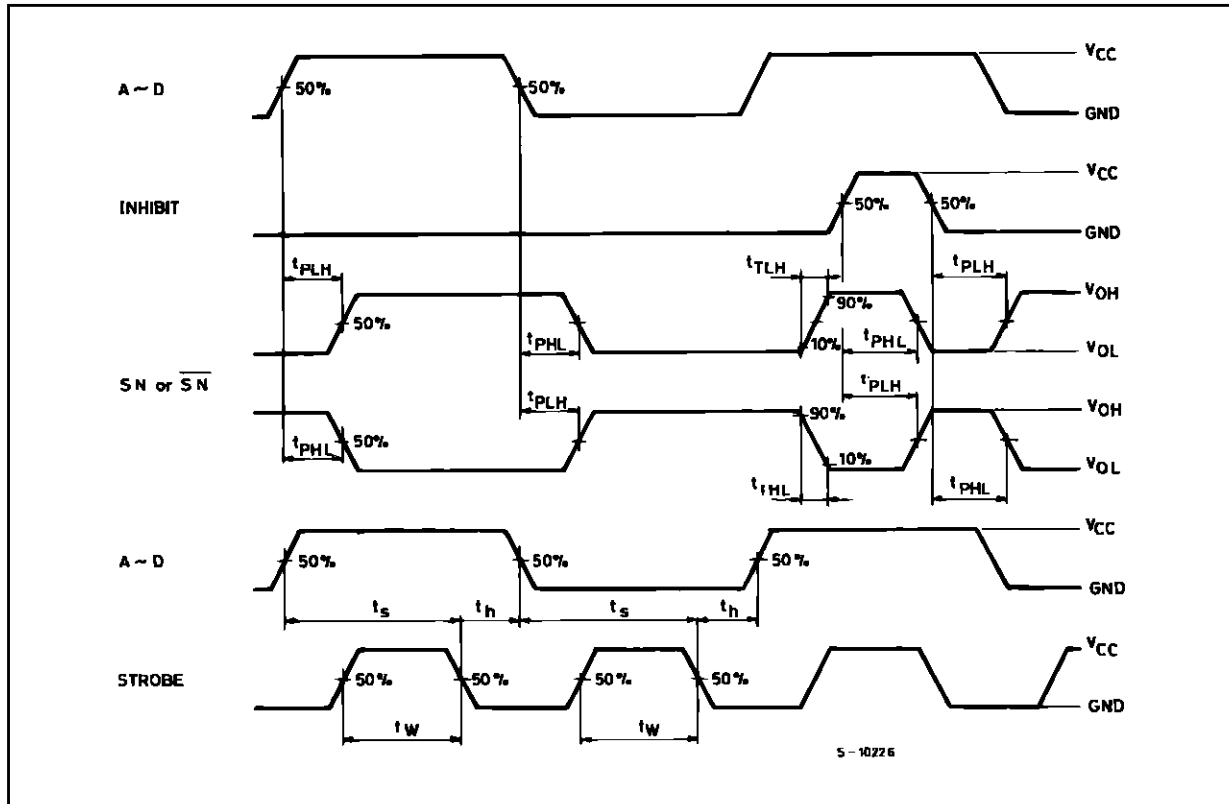 VCC
A ~ D
50%
50%
GND
VCC
INHIBIT
50%
50%
GND
tPLH
tTLH
tPLH
VOH
90%
50%
tPHL
10%
tPHL
VOL
SN or S̅N̅
tPLH
tPLH
VOH
90%
tPHL
50%
10%
VOL
tTHL
tPHL
VCC
A ~ D
50%
50%
50%
GND
ts
th
ts
th
VCC
STROBE
50%
50%
50%
50%
GND
tW
tW
S-10226